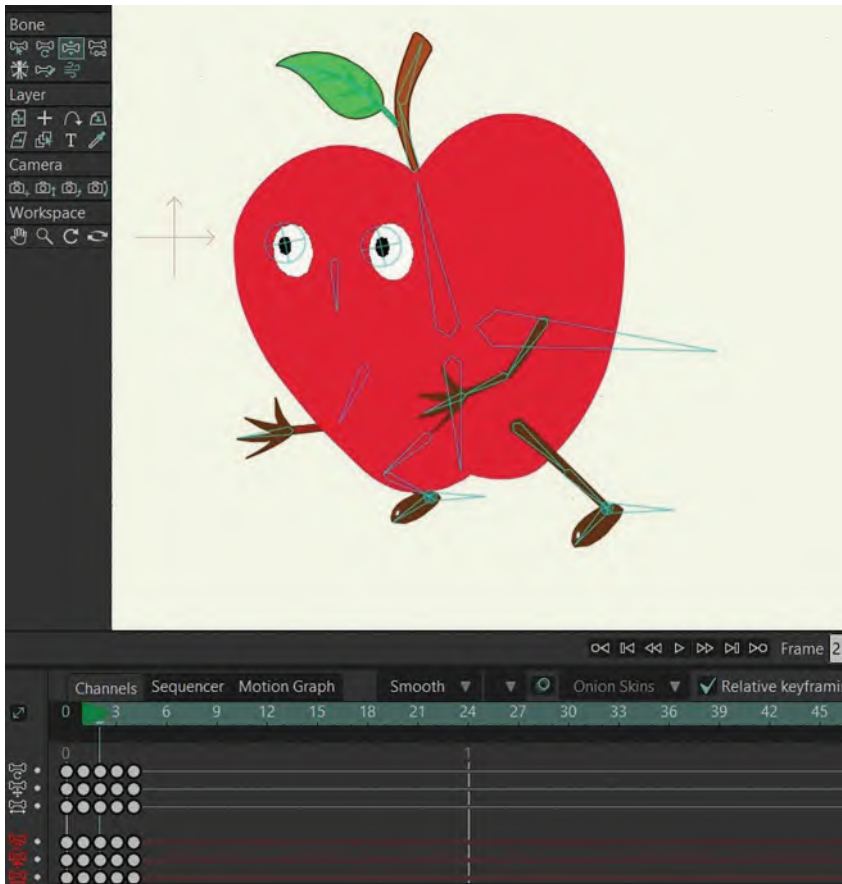 Bone
Layer
T
Camera
Workspace
Frame 2
Channels Sequencer Motion Graph Smooth Onion Skins Relative keyframi
0 3 6 9 12 15 18 21 24 27 30 33 36 39 42 45
0 1